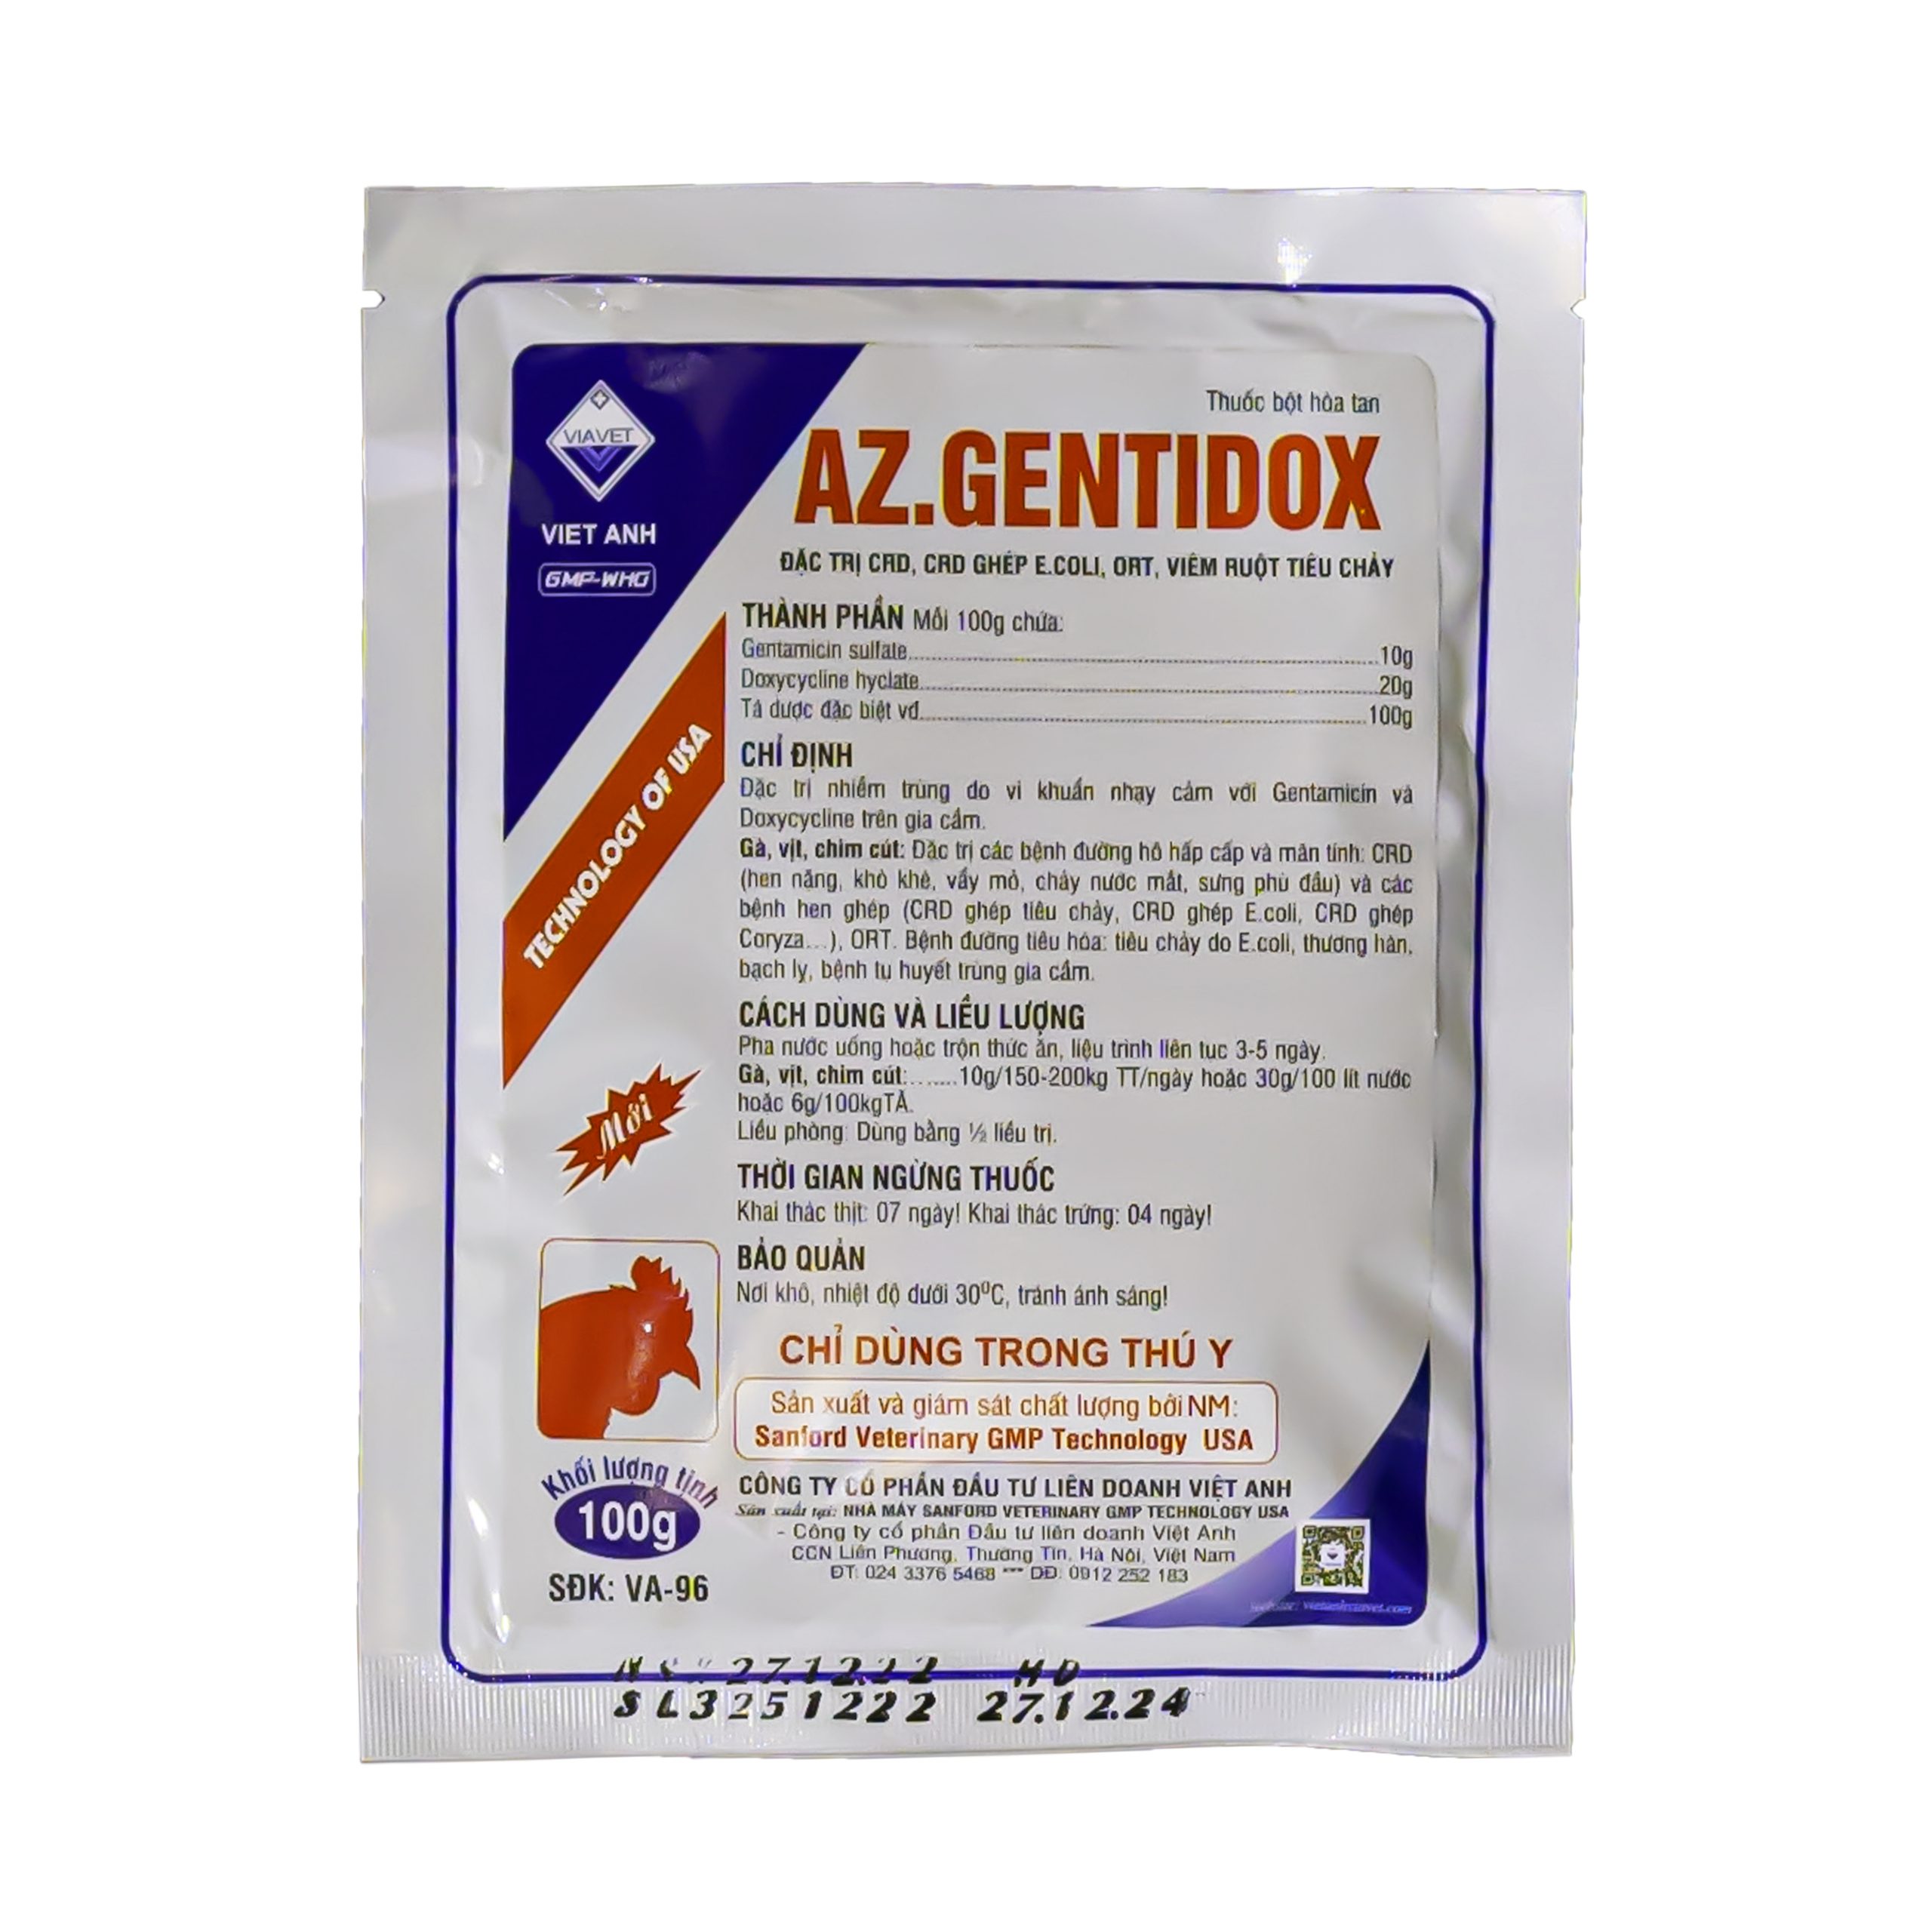 VIAVET
VIET ANH
GMP-WHO
TECHNOLOGY OF USA
Thuốc bột hòa tan
AZ.GENTIDOX
ĐẶC TRỊ CRD, CRD GHÉP E.COLI, ORT, VIÊM RUỘT TIÊU CHẢY
THÀNH PHẦN Mỗi 100g chứa:
Gentamicin sulfate....................10g
Doxycycline hyclate....................20g
Tá dược đặc biệt vđ....................100g
CHỈ ĐỊNH
Đặc trị nhiễm trùng do vi khuẩn nhạy cảm với Gentamicin và
Doxycycline trên gia cầm.
Gà, vịt, chim cút: Đặc trị các bệnh đường hô hấp cấp và mãn tính: CRD
(hen nặng, khò khè, vẩy mỏ, chảy nước mắt, sưng phù đầu) và các
bệnh hen ghép (CRD ghép tiêu chảy, CRD ghép E.coli, CRD ghép
Coryza...), ORT. Bệnh đường tiêu hóa: tiêu chảy do E.coli, thương hàn,
bạch lỵ, bệnh tụ huyết trùng gia cầm.
CÁCH DÙNG VÀ LIỀU LƯỢNG
Pha nước uống hoặc trộn thức ăn, liệu trình liên tục 3-5 ngày.
Gà, vịt, chim cút:.......10g/150-200kg TT/ngày hoặc 30g/100 lít nước
hoặc 6g/100kgTĂ.
Liều phòng: Dùng bằng ½ liều trị.
THỜI GIAN NGỪNG THUỐC
Khai thác thịt: 07 ngày! Khai thác trứng: 04 ngày!
BẢO QUẢN
Nơi khô, nhiệt độ dưới 30⁰C, tránh ánh sáng!
CHỈ DÙNG TRONG THÚ Y
Sản xuất và giám sát chất lượng bởi NM:
Sanford Veterinary GMP Technology USA
CÔNG TY CỔ PHẦN ĐẦU TƯ LIÊN DOANH VIỆT ANH
Sản xuất tại: NHÀ MÁY SANFORD VETERINARY GMP TECHNOLOGY USA
- Công ty cổ phần Đầu tư liên doanh Việt Anh
CCN Liên Phương, Thường Tín, Hà Nội, Việt Nam
ĐT: 024 3376 5468 *** DĐ: 0912 252 183
Mới
Khối lượng tịnh
100g
SĐK: VA-96
27.12.22 HD
SL3251222 27.12.24